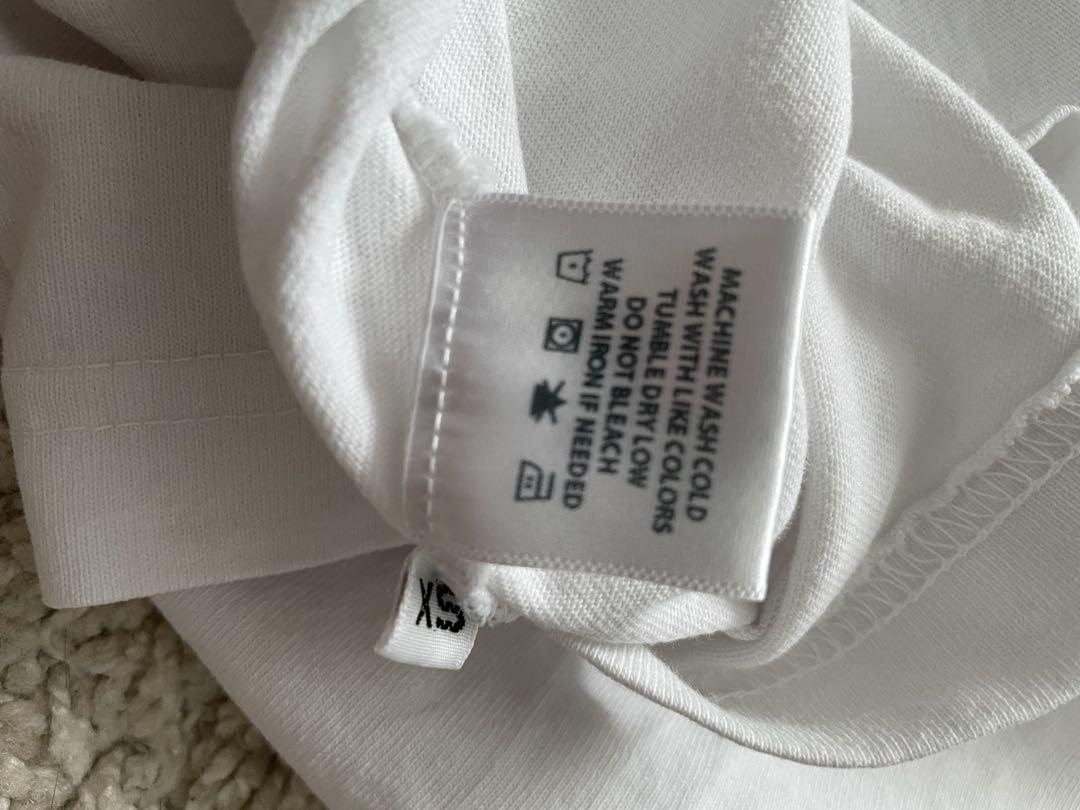 MACHINE WASH COLD
WASH WITH LIKE COLORS
TUMBLE DRY LOW
DO NOT BLEACH
WARM IRON IF NEEDED
XS